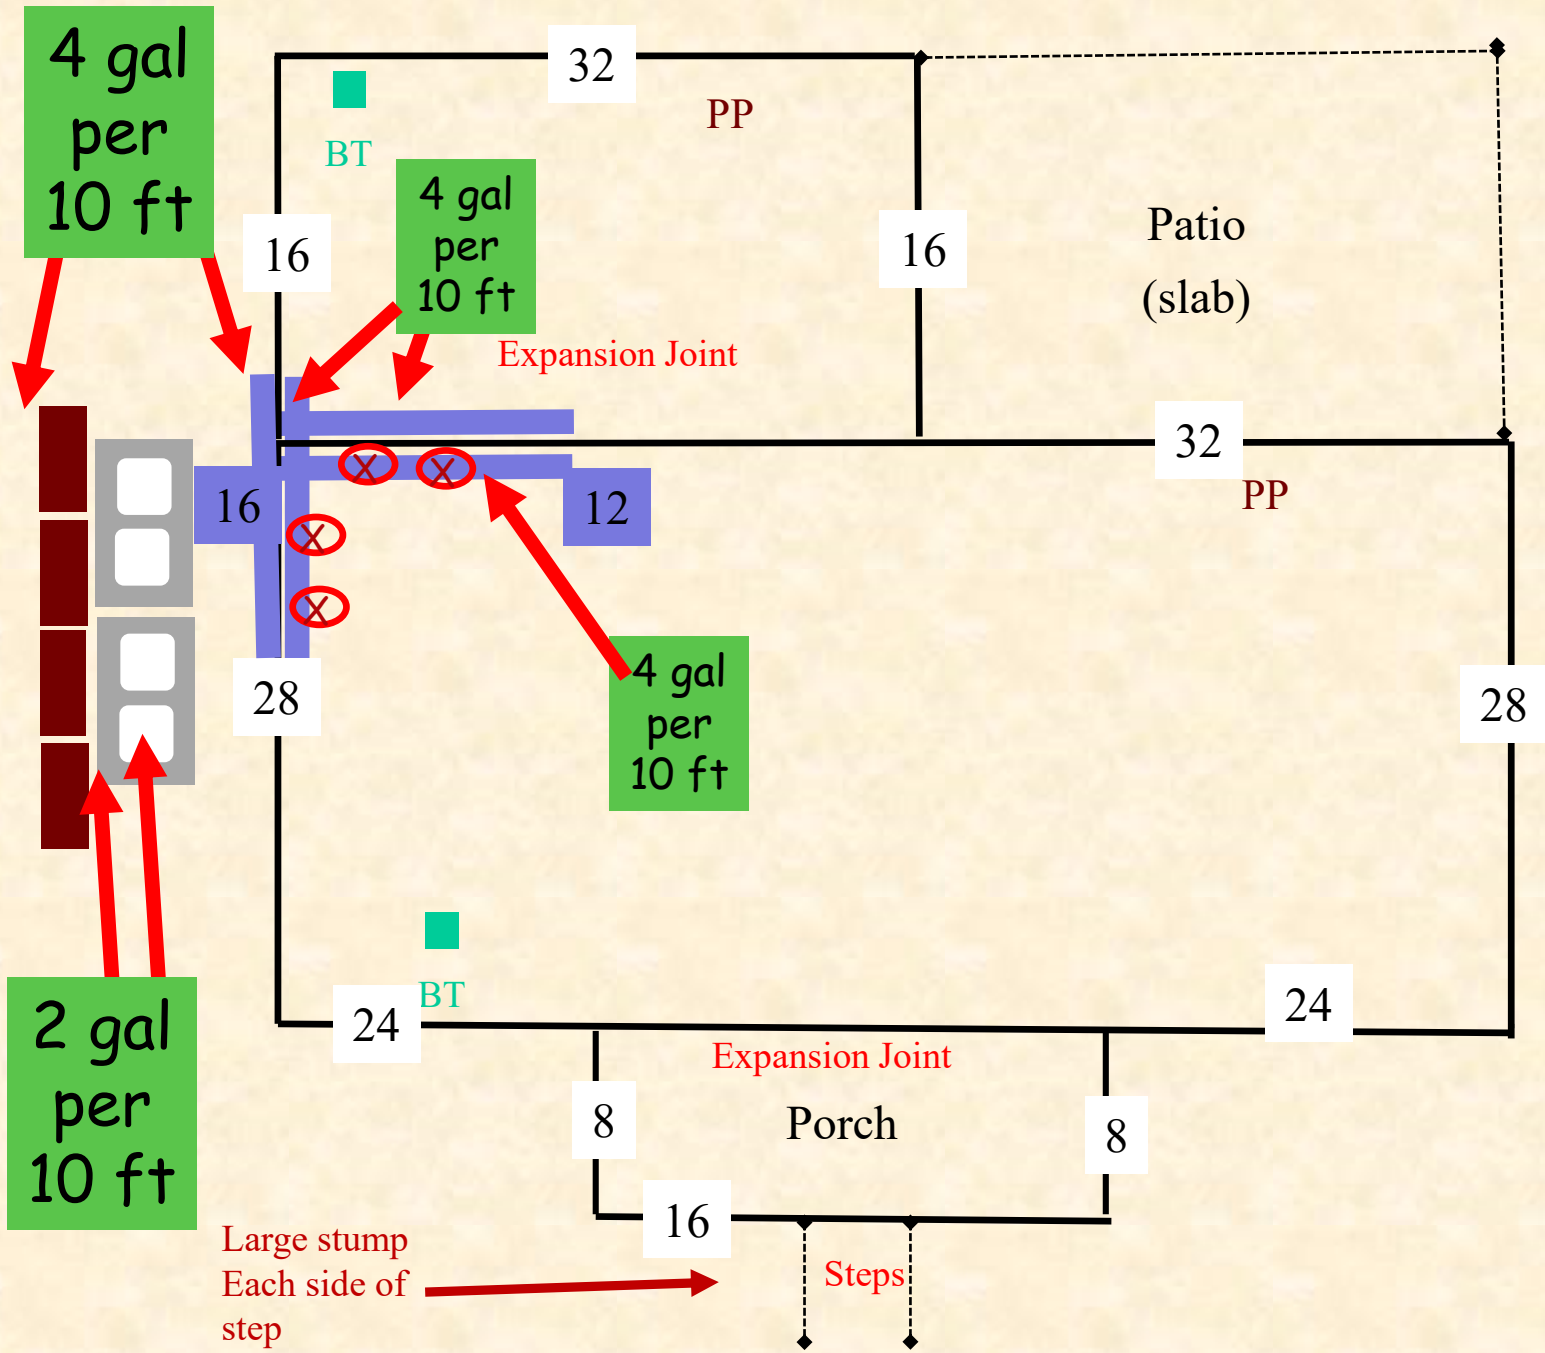 4 gal
per
10 ft
32
PP
BT
4 gal
per
10 ft
16
16
Patio
(slab)
Expansion Joint
32
PP
16
12
X
X
X
X
28
4 gal
per
10 ft
28
BT
24
24
2 gal
per
10 ft
Expansion Joint
8
Porch
8
16
Large stump
Each side of
step
Steps